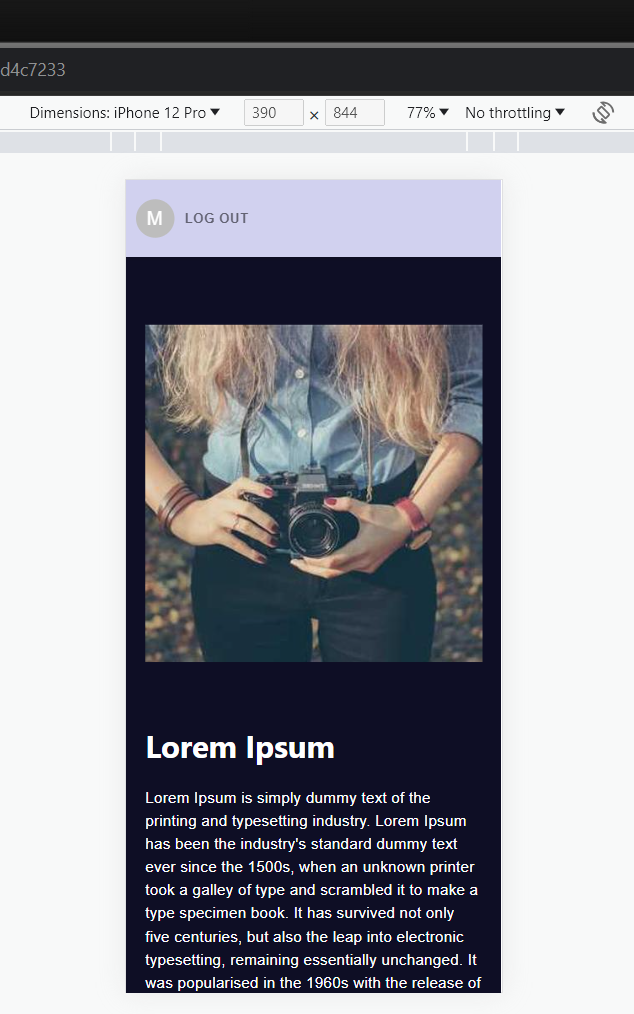 d4c7233
Dimensions: iPhone 12 Pro 390 × 844 77% No throttling
M LOG OUT
Lorem Ipsum
Lorem Ipsum is simply dummy text of the
printing and typesetting industry. Lorem Ipsum
has been the industry's standard dummy text
ever since the 1500s, when an unknown printer
took a galley of type and scrambled it to make a
type specimen book. It has survived not only
five centuries, but also the leap into electronic
typesetting, remaining essentially unchanged. It
was popularised in the 1960s with the release of